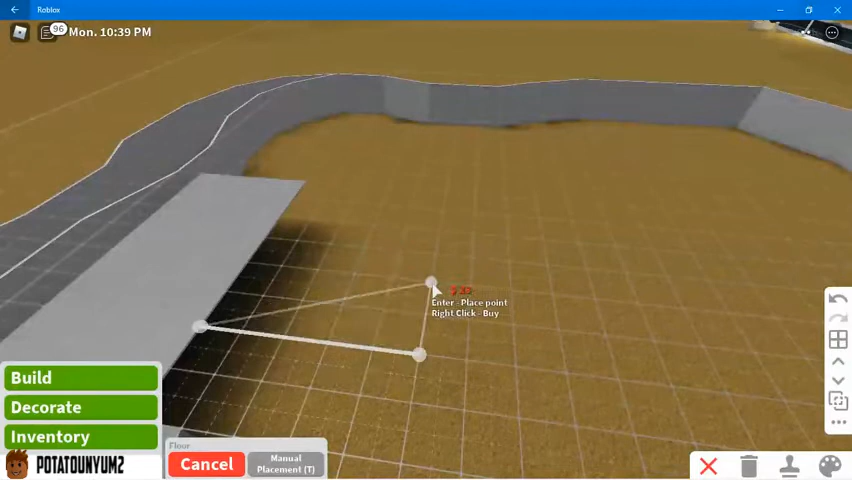 Roblox
96
Mon. 10:39 PM
Enter - Place point
Right Click - Buy
Build
Decorate
Inventory
POTATOUNYUM2
Floor
Cancel
Manual
Placement (T)